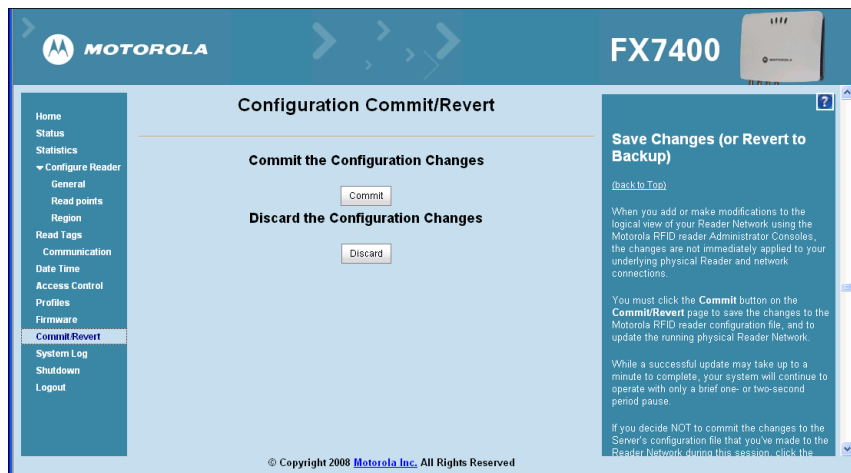 MOTOROLA
FX7400
Home
Status
Statistics
Configure Reader
General
Read points
Region
Read Tags
Communication
Date Time
Access Control
Profiles
Firmware
Commit/Revert
System Log
Shutdown
Logout
Configuration Commit/Revert
Commit the Configuration Changes
Commit
Discard the Configuration Changes
Discard
© Copyright 2008 Motorola Inc. All Rights Reserved
?
Save Changes (or Revert to
Backup)
(back to Top)
When you add or make modifications to the
logical view of your Reader Network using the
Motorola RFID reader Administrator Consoles,
the changes are not immediately applied to your
underlying physical Reader and network
connections.
You must click the Commit button on the
Commit/Revert page to save the changes to the
Motorola RFID reader configuration file, and to
update the running physical Reader Network.
While a successful update may take up to a
minute to complete, your system will continue to
operate with only a brief one- or two-second
period pause.
If you decide NOT to commit the changes to the
Server's configuration file that you've made to the
Reader Network during this session, click the